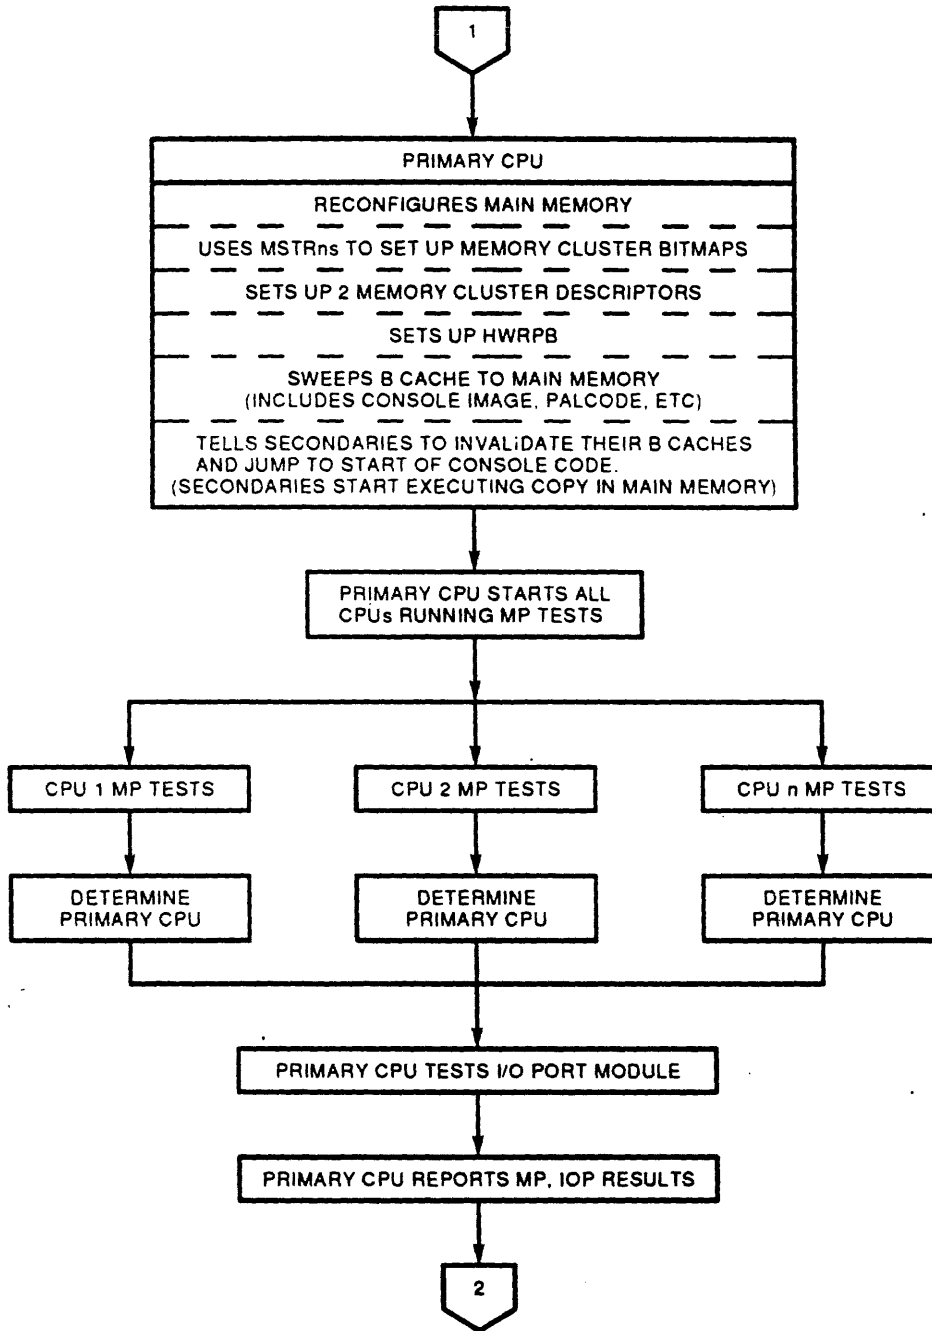 1
PRIMARY CPU
RECONFIGURES MAIN MEMORY
USES MSTRns TO SET UP MEMORY CLUSTER BITMAPS
SETS UP 2 MEMORY CLUSTER DESCRIPTORS
SETS UP HWRPB
SWEEPS B CACHE TO MAIN MEMORY
(INCLUDES CONSOLE IMAGE, PALCODE, ETC)
TELLS SECONDARIES TO INVALIDATE THEIR B CACHES
AND JUMP TO START OF CONSOLE CODE.
(SECONDARIES START EXECUTING COPY IN MAIN MEMORY)
PRIMARY CPU STARTS ALL
CPUs RUNNING MP TESTS
CPU 1 MP TESTS
CPU 2 MP TESTS
CPU n MP TESTS
DETERMINE
PRIMARY CPU
DETERMINE
PRIMARY CPU
DETERMINE
PRIMARY CPU
PRIMARY CPU TESTS I/O PORT MODULE
PRIMARY CPU REPORTS MP, IOP RESULTS
2